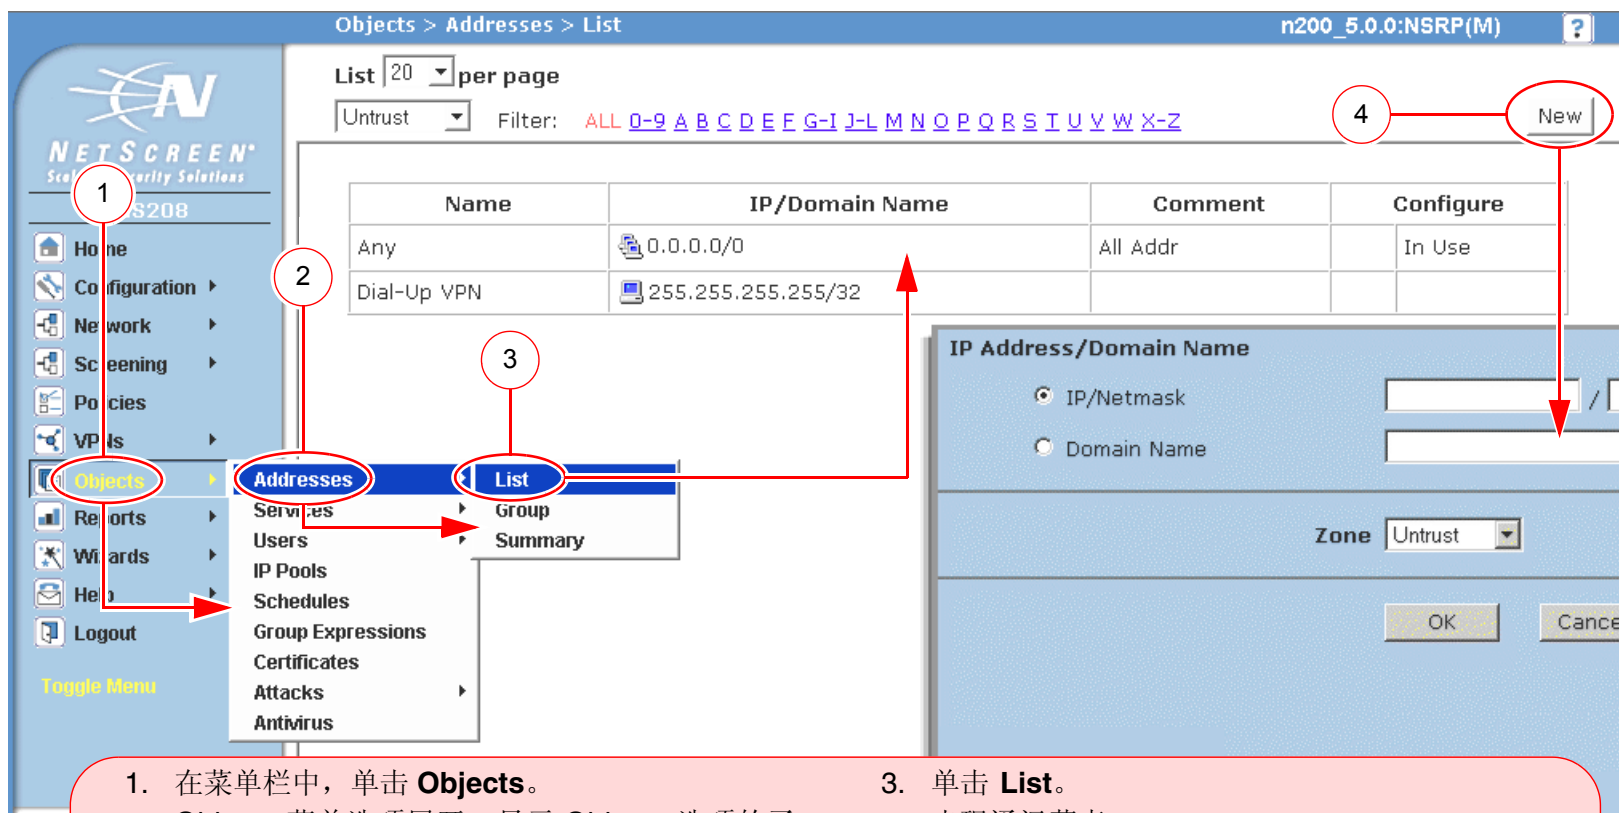 Objects > Addresses > List
n200_5.0.0:NSRP(M)
?
List 20 per page
Untrust Filter: ALL 0-9 A B C D E F G-I J-L M N O P Q R S T U V W X-Z
4
New
N
NETSCREEN
1
S208
Name IP/Domain Name Comment Configure
Any 0.0.0.0/0 All Addr In Use
Dial-Up VPN 255.255.255.255/32
2
3
Home
Configuration
Network
Screening
Policies
VPNs
Objects
Reports
Wizards
Help
Logout
Toggle Menu
Addresses
Services
Users
IP Pools
Schedules
Group Expressions
Certificates
Attacks
Antivirus
List
Group
Summary
IP Address/Domain Name
IP/Netmask /
Domain Name
Zone Untrust
OK Cance
1. 在菜单栏中，单击 Objects。
3. 单击 List。